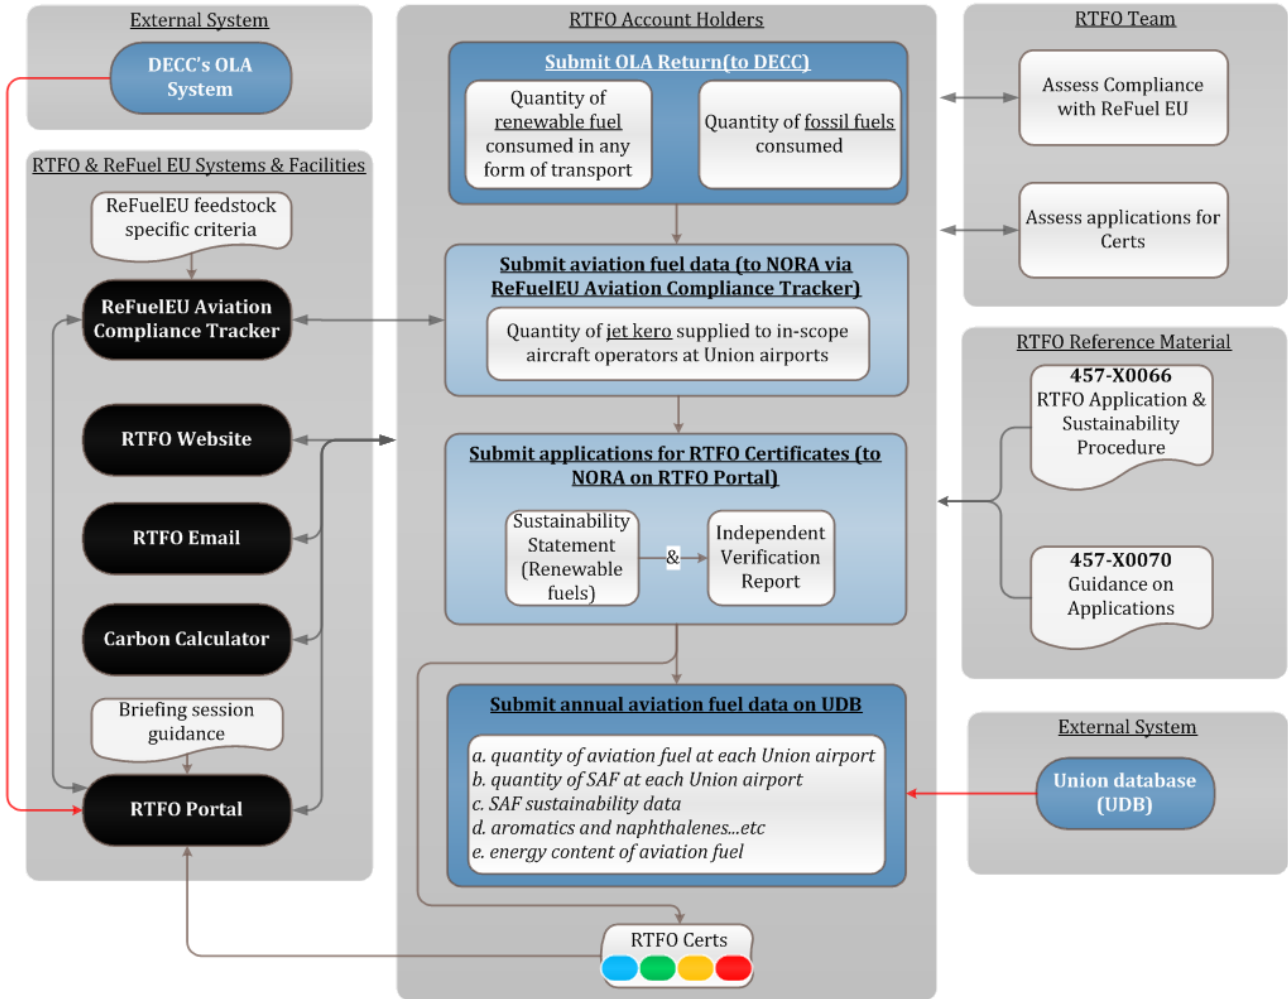 External System
DECC's OLA
System
RTFO & ReFuel EU Systems & Facilities
ReFuelEU feedstock
specific criteria
ReFuelEU Aviation
Compliance Tracker
RTFO Website
RTFO Email
Carbon Calculator
Briefing session
guidance
RTFO Portal
RTFO Account Holders
Submit OLA Return(to DECC)
Quantity of
renewable fuel
consumed in any
form of transport
Quantity of fossil fuels
consumed
Submit aviation fuel data (to NORA via
ReFuelEU Aviation Compliance Tracker)
Quantity of jet kero supplied to in-scope
aircraft operators at Union airports
Submit applications for RTFO Certificates (to
NORA on RTFO Portal)
Sustainability
Statement
(Renewable
fuels)
&
Independent
Verification
Report
Submit annual aviation fuel data on UDB
a. quantity of aviation fuel at each Union airport
b. quantity of SAF at each Union airport
c. SAF sustainability data
d. aromatics and naphthalenes...etc
e. energy content of aviation fuel
RTFO Certs
RTFO Team
Assess Compliance
with ReFuel EU
Assess applications for
Certs
RTFO Reference Material
457-X0066
RTFO Application &
Sustainability
Procedure
457-X0070
Guidance on
Applications
External System
Union database
(UDB)